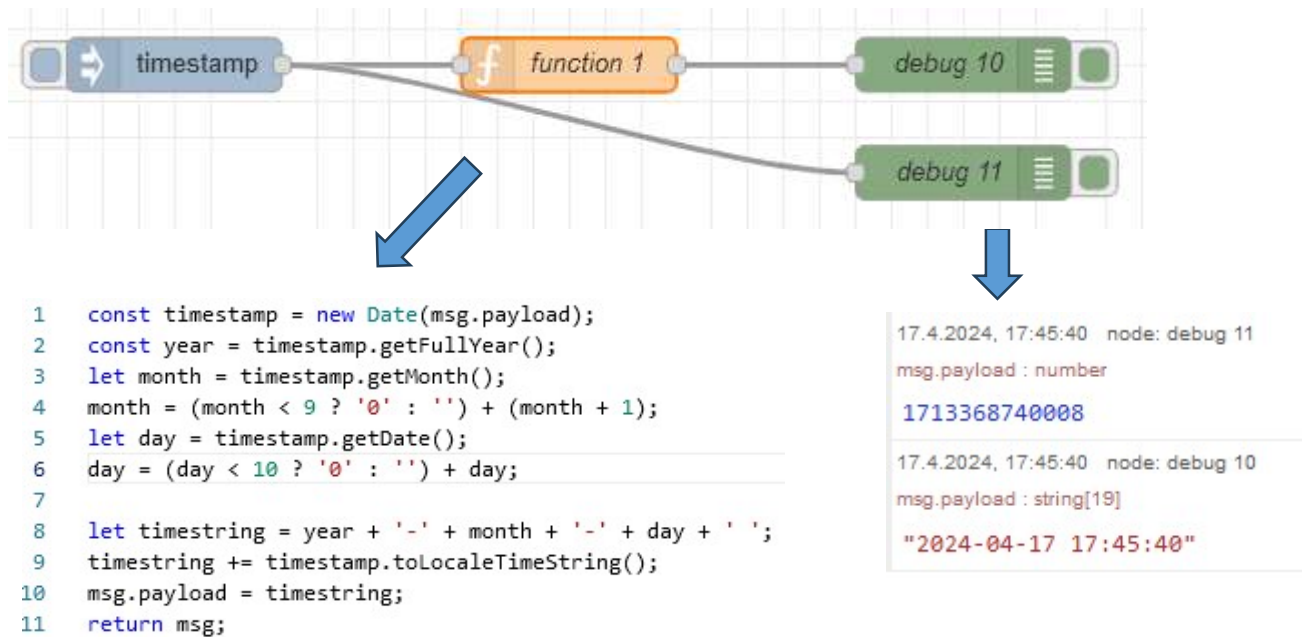 timestamp
function 1
debug 10
debug 11
1 const timestamp = new Date(msg.payload);
2 const year = timestamp.getFullYear();
3 let month = timestamp.getMonth();
4 month = (month < 9 ? '0' : '') + (month + 1);
5 let day = timestamp.getDate();
6 day = (day < 10 ? '0' : '') + day;
7
8 let timestring = year + '-' + month + '-' + day + ' ';
9 timestring += timestamp.toLocaleTimeString();
10 msg.payload = timestring;
11 return msg;
17.4.2024, 17:45:40 node: debug 11
msg.payload : number
1713368740008
17.4.2024, 17:45:40 node: debug 10
msg.payload : string[19]
"2024-04-17 17:45:40"